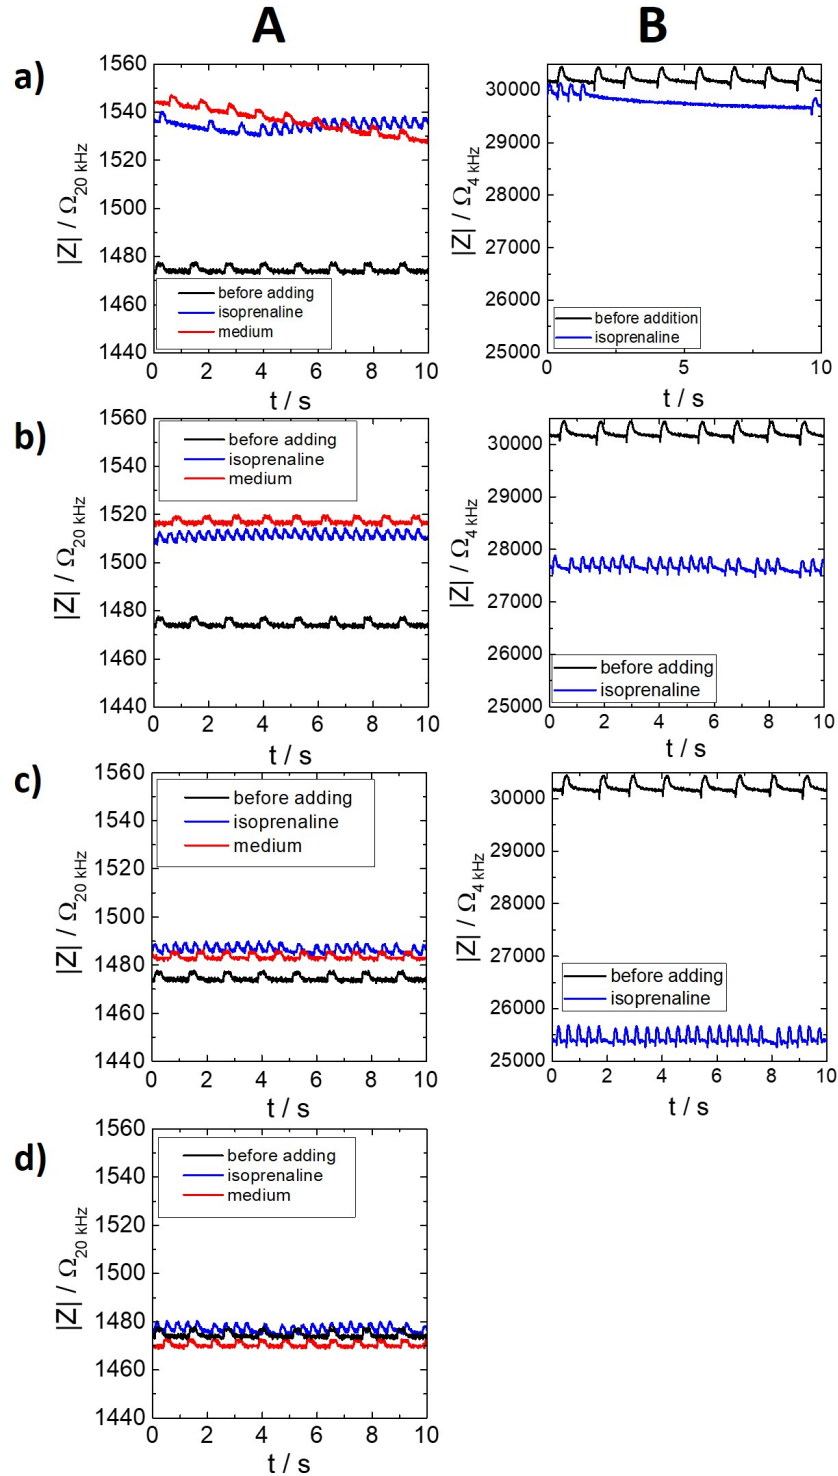 A
B
a)
1560
1540
1520
1500
1480
1460
1440
|Z| / Ω20 kHz
before adding
isoprenaline
medium
0 2 4 6 8 10
t / s
30000
29000
28000
27000
26000
25000
|Z| / Ω4 kHz
before addition
isoprenaline
0 5 10
t / s
b)
1560
1540
1520
1500
1480
1460
1440
|Z| / Ω20 kHz
before adding
isoprenaline
medium
0 2 4 6 8 10
t / s
30000
29000
28000
27000
26000
25000
|Z| / Ω4 kHz
before adding
isoprenaline
0 2 4 6 8 10
t / s
c)
1560
1540
1520
1500
1480
1460
1440
|Z| / Ω20 kHz
before adding
isoprenaline
medium
0 2 4 6 8 10
t / s
30000
29000
28000
27000
26000
25000
|Z| / Ω4 kHz
before adding
isoprenaline
0 2 4 6 8 10
t / s
d)
1560
1540
1520
1500
1480
1460
1440
|Z| / Ω20 kHz
before adding
isoprenaline
medium
0 2 4 6 8 10
t / s